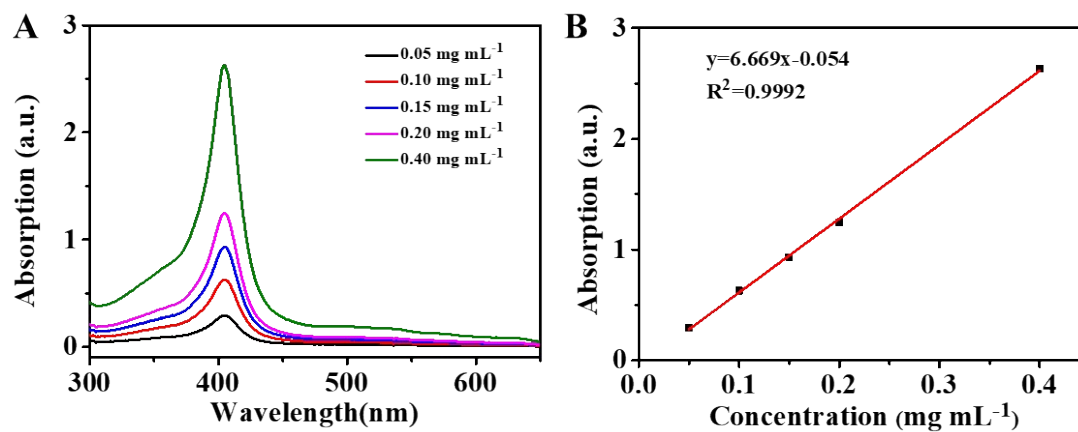 A
3
2
1
0
Absorption (a.u.)
0.05 mg mL⁻¹
0.10 mg mL⁻¹
0.15 mg mL⁻¹
0.20 mg mL⁻¹
0.40 mg mL⁻¹
300
400
500
600
Wavelength(nm)
B
3
2
1
0
Absorption (a.u.)
y=6.669x-0.054
R²=0.9992
0.0
0.1
0.2
0.3
0.4
Concentration (mg mL⁻¹)